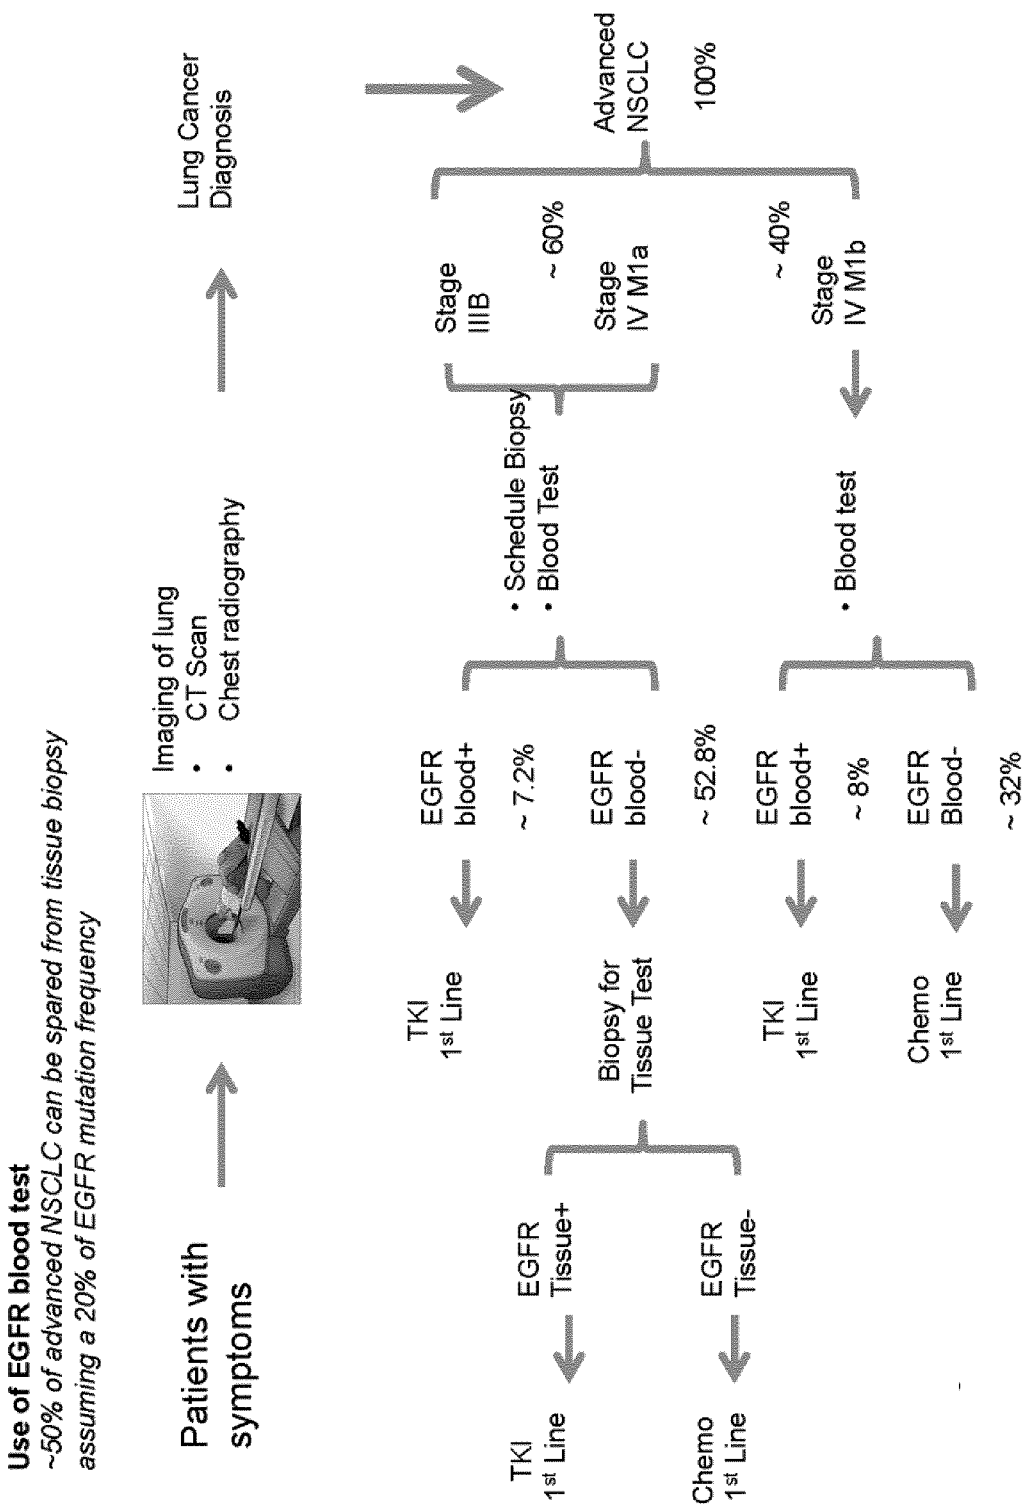 Use of EGFR blood test
~50% of advanced NSCLC can be spared from tissue biopsy
assuming a 20% of EGFR mutation frequency
Patients with
symptoms
Imaging of lung
• CT Scan
• Chest radiography
Lung Cancer
Diagnosis
Advanced
NSCLC
100%
Stage
IIIB
~ 60%
Stage
IV M1a
~ 40%
Stage
IV M1b
• Schedule Biopsy
• Blood Test
• Blood test
EGFR
blood+
~ 7.2%
EGFR
blood-
~ 52.8%
EGFR
blood+
~ 8%
EGFR
Blood-
~ 32%
TKI
1st Line
Biopsy for
Tissue Test
TKI
1st Line
Chemo
1st Line
EGFR
Tissue+
EGFR
Tissue-
TKI
1st Line
Chemo
1st Line